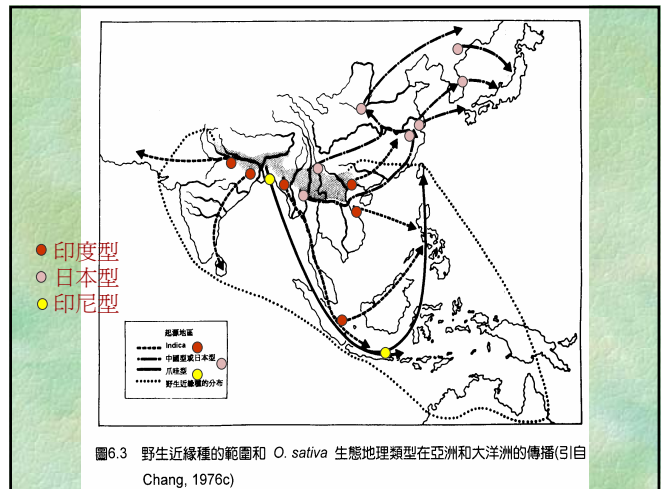 印度型
日本型
印尼型
起源地區
Indica
中國型或日本型
爪哇型
野生近緣種的分布
圖6.3 野生近緣種的範圍和 O. sativa 生態地理類型在亞洲和大洋洲的傳播(引自
Chang, 1976c)